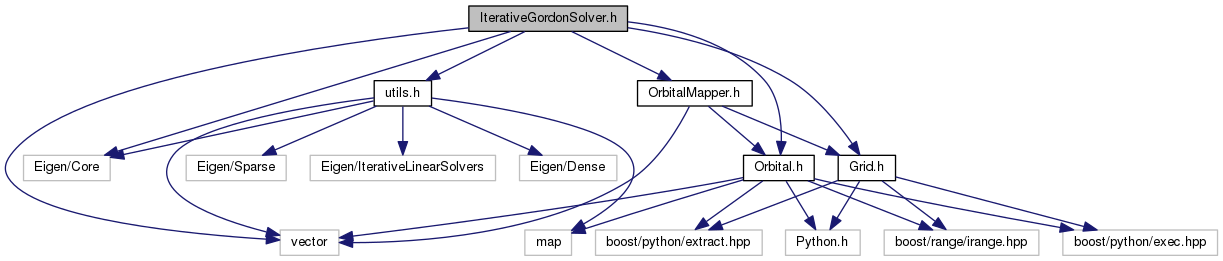 IterativeGordonSolver.h
utils.h
OrbitalMapper.h
Eigen/Core
Eigen/Sparse
Eigen/IterativeLinearSolvers
Eigen/Dense
Orbital.h
Grid.h
vector
map
boost/python/extract.hpp
Python.h
boost/range/irange.hpp
boost/python/exec.hpp